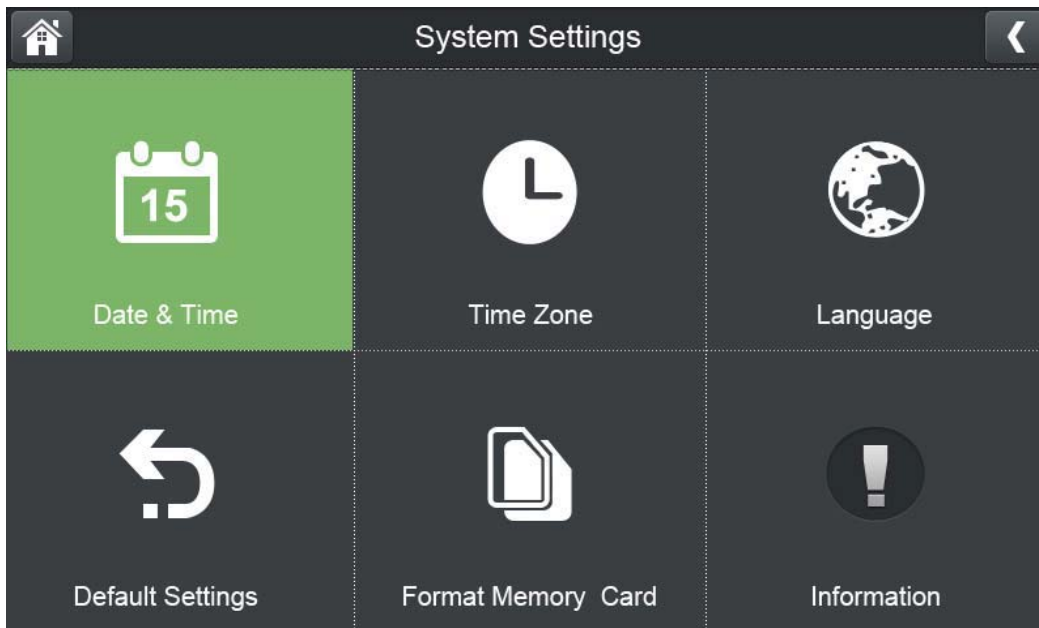 System Settings
15
Date & Time
Time Zone
Language
Default Settings
Format Memory Card
Information